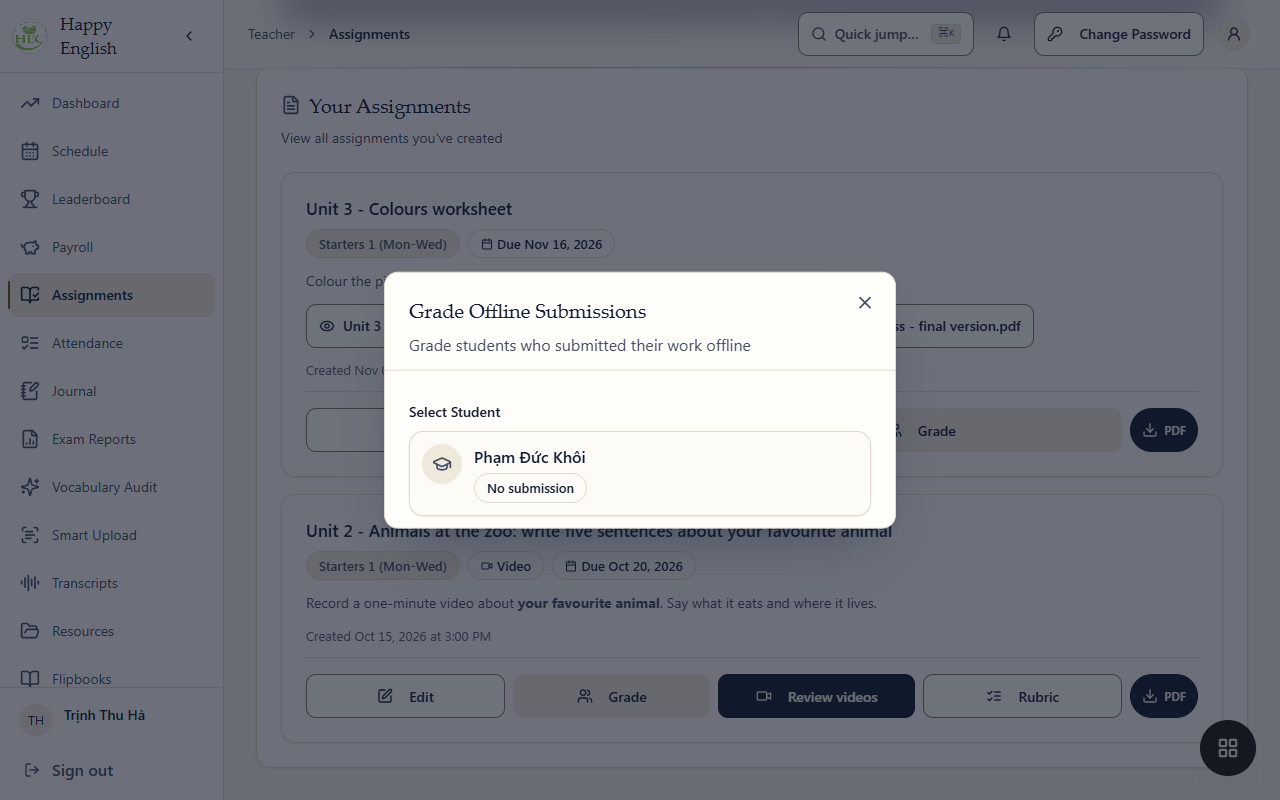 HEC
Happy
English
Teacher
Assignments
Quick jump...
⌘K
Change Password
Dashboard
Schedule
Leaderboard
Payroll
Assignments
Attendance
Journal
Exam Reports
Vocabulary Audit
Smart Upload
Transcripts
Resources
Flipbooks
TH
Trịnh Thu Hà
Sign out
Your Assignments
View all assignments you've created
Unit 3 - Colours worksheet
Starters 1 (Mon-Wed)
Due Nov 16, 2026
Colour the
Unit 3
- final version.pdf
Created Nov
Grade
PDF
Grade Offline Submissions
Grade students who submitted their work offline
Select Student
Phạm Đức Khôi
No submission
Unit 2 - Animals at the zoo: write five sentences about your favourite animal
Starters 1 (Mon-Wed)
Video
Due Oct 20, 2026
Record a one-minute video about your favourite animal. Say what it eats and where it lives.
Created Oct 15, 2026 at 3:00 PM
Edit
Grade
Review videos
Rubric
PDF